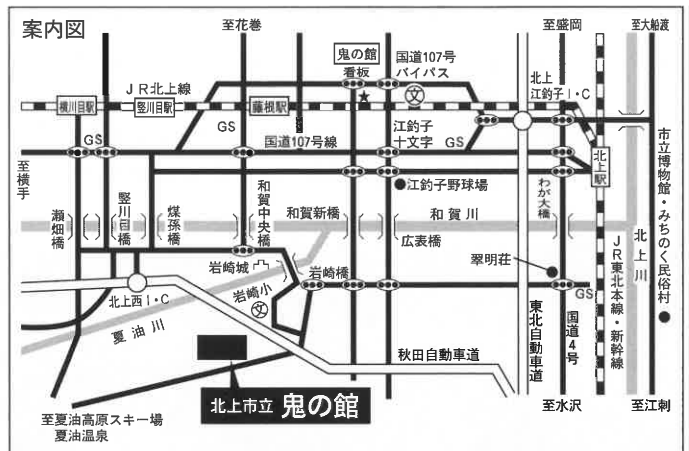 案内図
至花巻
至盛岡
至大船渡
鬼の館
看板
国道107号
バイパス
北上
江釣子I・C
JR北上線
横川目駅
竪川目駅
藤根駅
文
GS
国道107号線
江釣子
十文字
GS
北上駅
至横手
市立博物館・みちのく民俗村
江釣子野球場
わが大橋
瀬畑橋
竪川目橋
煤孫橋
和賀中央橋
和賀新橋
和賀川
広表橋
北上川
岩崎城
岩崎橋
翠明荘
岩崎小
文
北上西I・C
夏油川
GS
JR東北本線・新幹線
東北自動車道
国道4号
秋田自動車道
北上市立 鬼の館
至夏油高原スキー場
夏油温泉
至水沢
至江刺